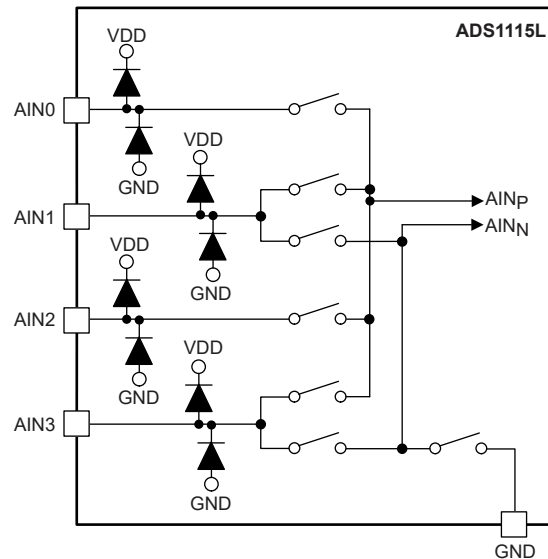 ADS1115L
VDD
AIN0
GND
VDD
AIN1
GND
AINP
AINN
VDD
AIN2
GND
VDD
AIN3
GND
GND